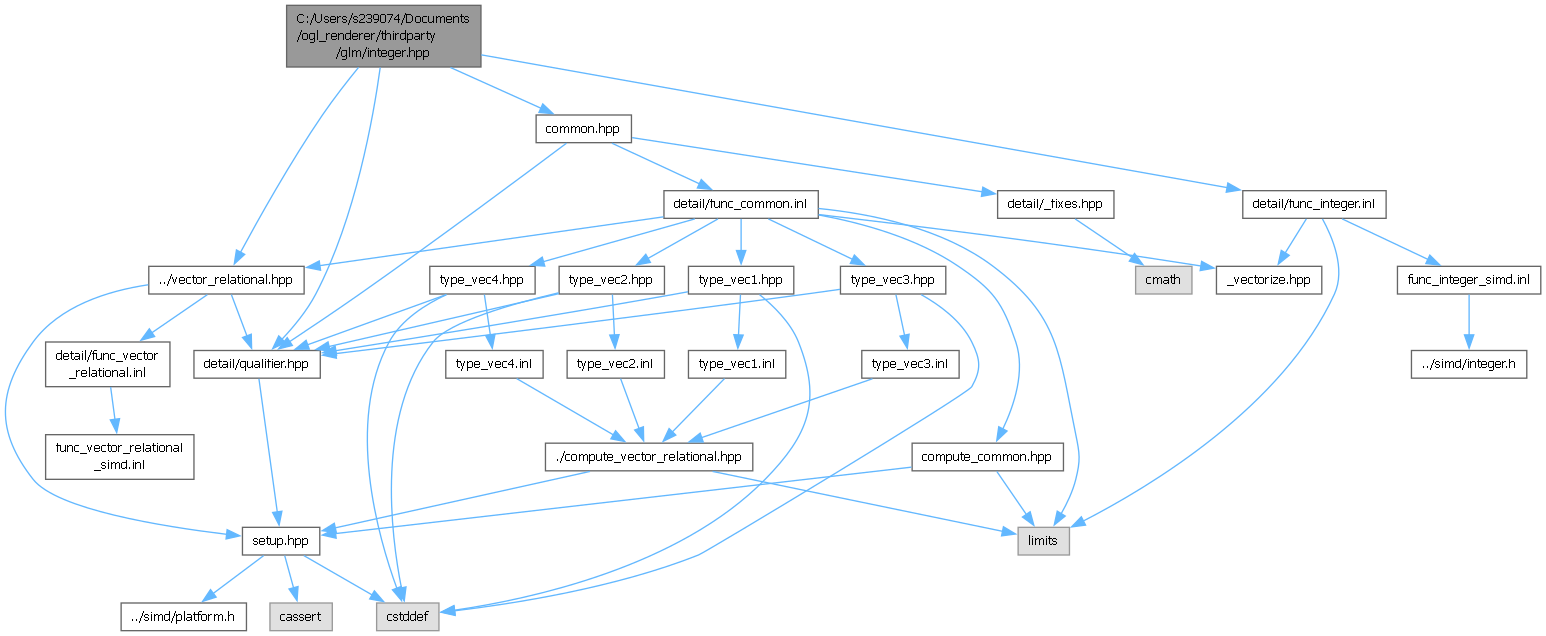 C:/Users/s239074/Documents
/ogl_renderer/thirdparty
/glm/integer.hpp
common.hpp
detail/func_common.inl
detail/_fixes.hpp
detail/func_integer.inl
../vector_relational.hpp
type_vec4.hpp
type_vec2.hpp
type_vec1.hpp
type_vec3.hpp
cmath
_vectorize.hpp
func_integer_simd.inl
detail/func_vector
_relational.inl
detail/qualifier.hpp
type_vec4.inl
type_vec2.inl
type_vec1.inl
type_vec3.inl
../simd/integer.h
func_vector_relational
_simd.inl
./compute_vector_relational.hpp
compute_common.hpp
setup.hpp
limits
../simd/platform.h
cassert
cstddef